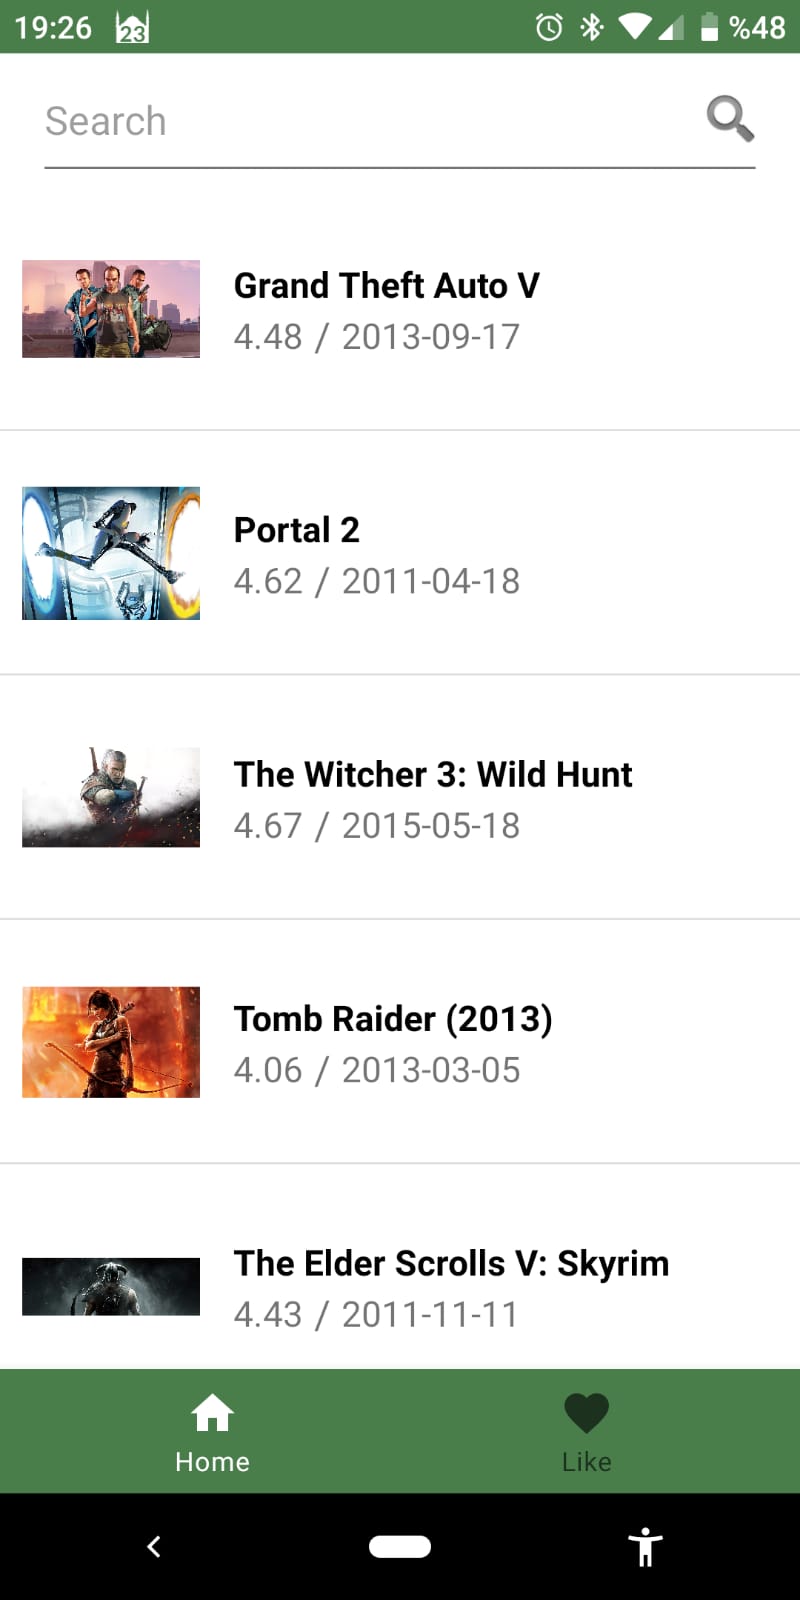 19:26 23 %48
Search
Grand Theft Auto V
4.48 / 2013-09-17
Portal 2
4.62 / 2011-04-18
The Witcher 3: Wild Hunt
4.67 / 2015-05-18
Tomb Raider (2013)
4.06 / 2013-03-05
The Elder Scrolls V: Skyrim
4.43 / 2011-11-11
Home Like